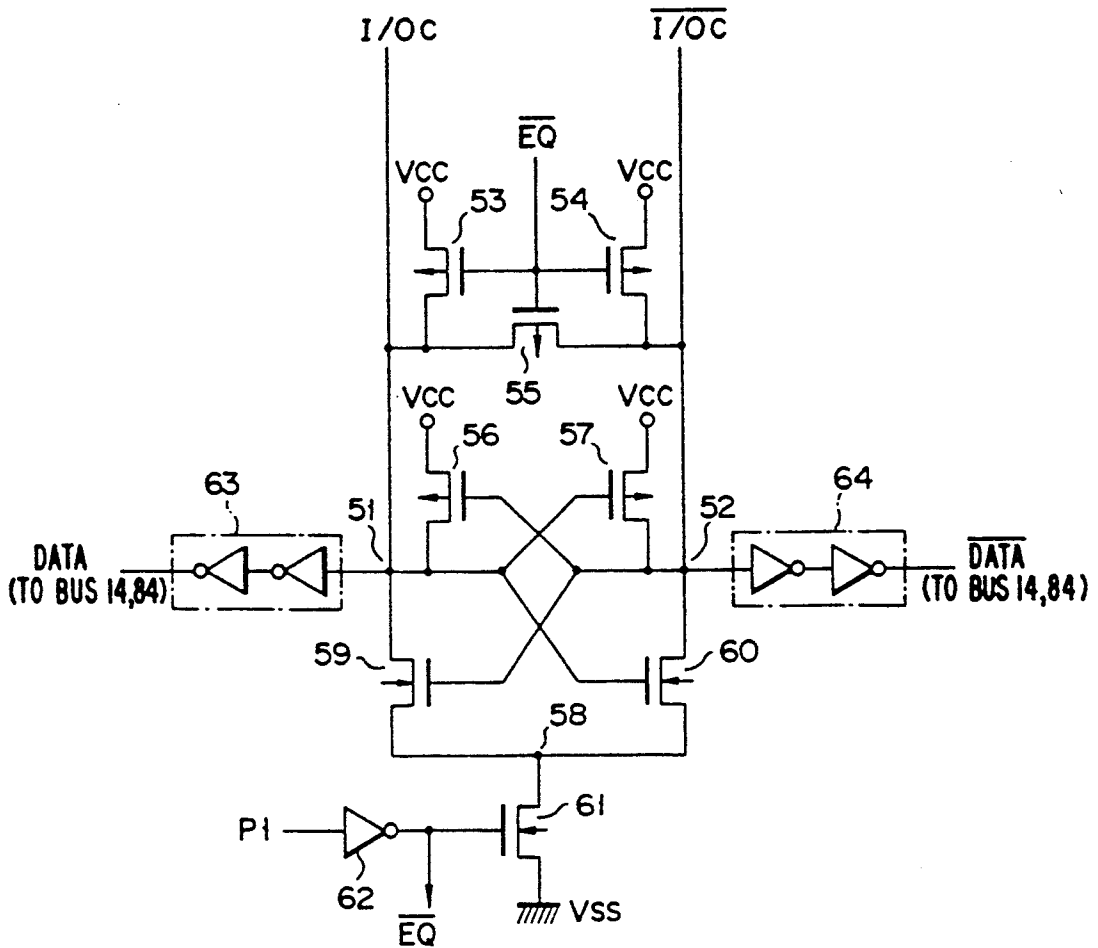 I/OC
I/OC
EQ
VCC
VCC
53
54
55
VCC
VCC
56
57
63
51
52
64
DATA
(TO BUS 14,84)
DATA
(TO BUS 14,84)
59
60
58
P1
61
62
EQ
VSS